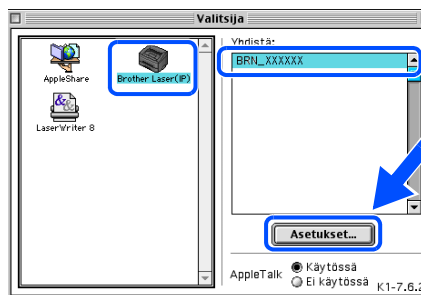 Valitsija
AppleShare
Brother Laser(IP)
LaserWriter 8
Yhdistä:
BRN_XXXXXX
Asetukset...
AppleTalk
Käytössä
Ei käytössä
K1-7.6.2